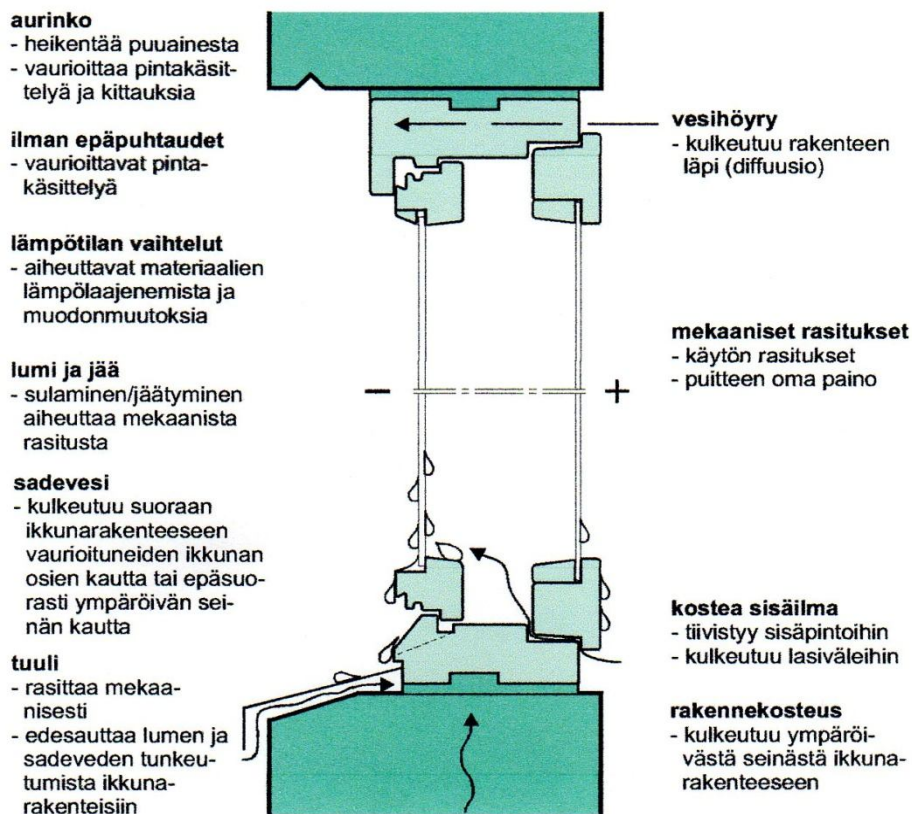 aurinko
- heikentää puuainesta
- vaurioittaa pintakäsit-
telyä ja kittauksia
ilman epäpuhtaudet
- vaurioittavat pinta-
käsittelyä
lämpötilan vaihtelut
- aiheuttavat materiaalien
lämpölaajenemista ja
muodonmuutoksia
lumi ja jää
- sulaminen/jäätyminen
aiheuttaa mekaanista
rasitusta
sadevesi
- kulkeutuu suoraan
ikkunarakenteeseen
vaurioituneiden ikkunan
osien kautta tai epäsuo-
rasti ympäröivän sei-
nän kautta
tuuli
- rasittaa mekaa-
nisesti
- edesauttaa lumen ja
sadeveden tunkeu-
tumista ikkuna-
rakenteisiin
– +
vesihöyry
- kulkeutuu rakenteen
läpi (diffuusio)
mekaaniset rasitukset
- käytön rasitukset
- puitteen oma paino
kostea sisäilma
- tiivistyy sisäpintoihin
- kulkeutuu lasiväleihin
rakennekosteus
- kulkeutuu ympäröi-
västä seinästä ikkuna-
rakenteeseen